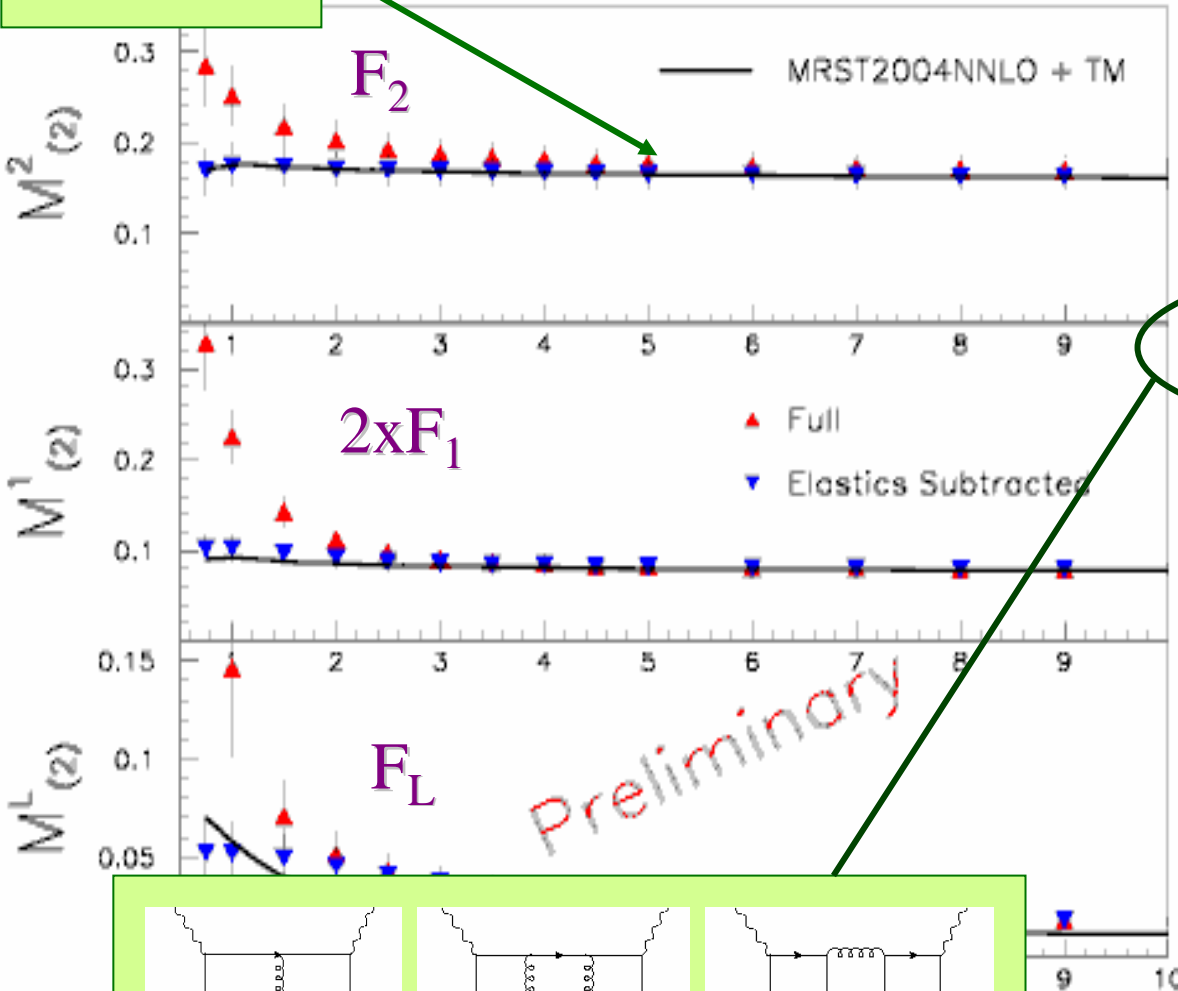 0.3
F2
MRST2004NNLO + TM
M2(2)
0.2
0.1
1 2 3 4 5 6 7 8 9
0.3
2xF1
Full
M1(2)
0.2
Elastics Subtracted
0.1
0.15
1 2 3 4 5 6 7 8 9
Preliminary
FL
ML(2)
0.1
0.05
9 10